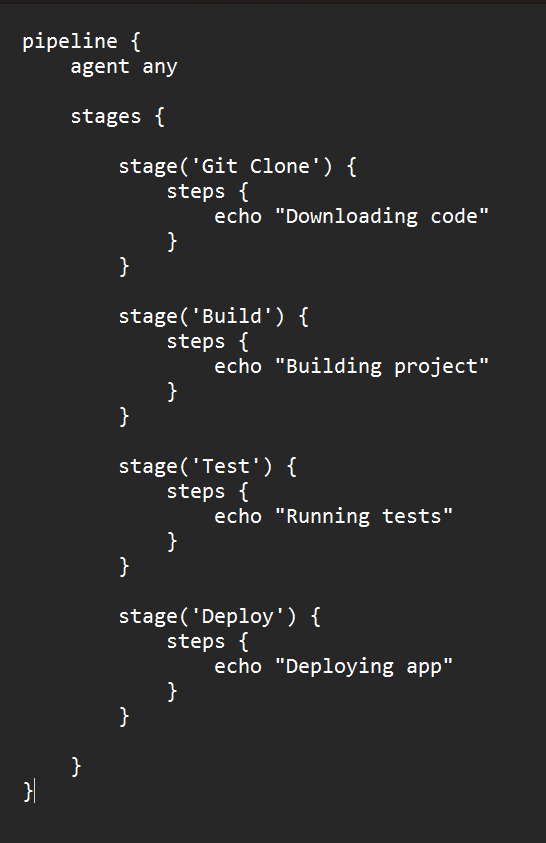 pipeline {
    agent any

    stages {

        stage('Git Clone') {
            steps {
                echo "Downloading code"
            }
        }

        stage('Build') {
            steps {
                echo "Building project"
            }
        }

        stage('Test') {
            steps {
                echo "Running tests"
            }
        }

        stage('Deploy') {
            steps {
                echo "Deploying app"
            }
        }

    }
}